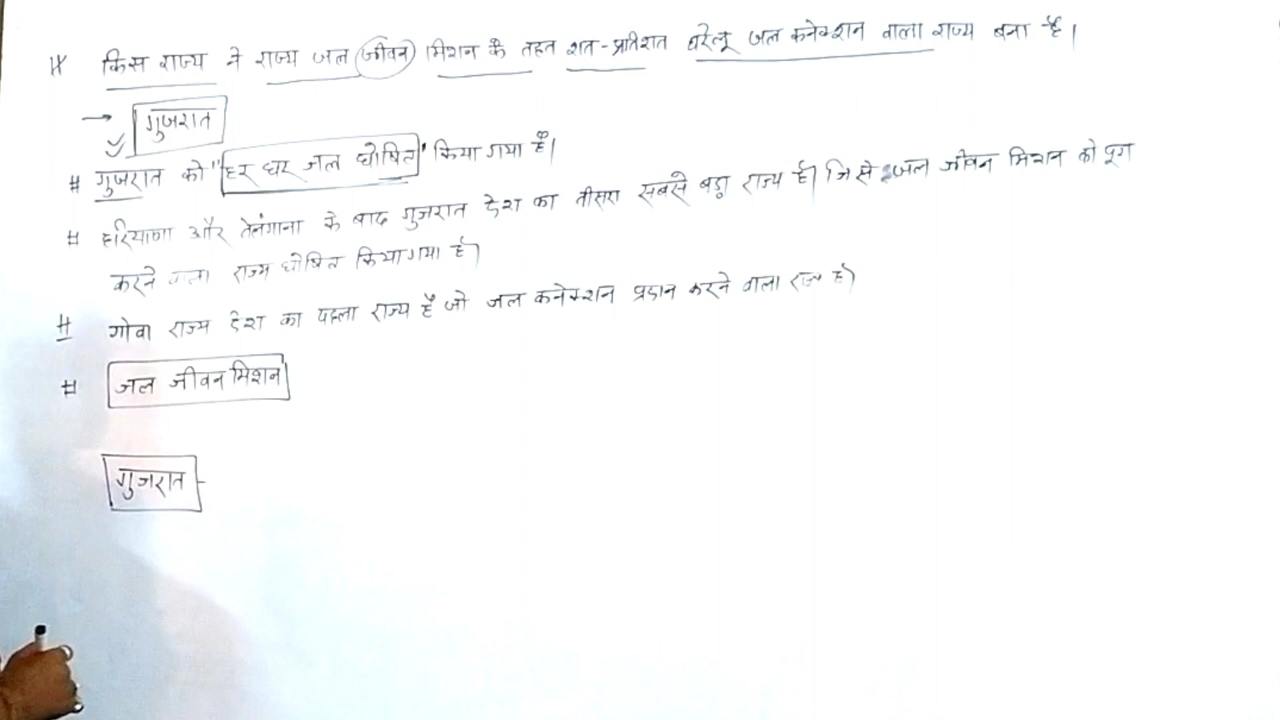 # किस राज्य ने राज्य जल जीवन मिशन के तहत शत-प्रतिशत घरेलू जल कनेक्शन वाला राज्य बना है।
→ गुजरात
# गुजरात को "हर घर जल घोषित" किया गया है।
# हरियाणा और तेलंगाना के बाद गुजरात देश का तीसरा सबसे बड़ा राज्य है। जिसे जल जीवन मिशन को पूरा
करने वाला राज्य घोषित किया गया है।
# गोवा राज्य देश का पहला राज्य है जो जल कनेक्शन प्रदान करने वाला राज्य है।
# जल जीवन मिशन
गुजरात -